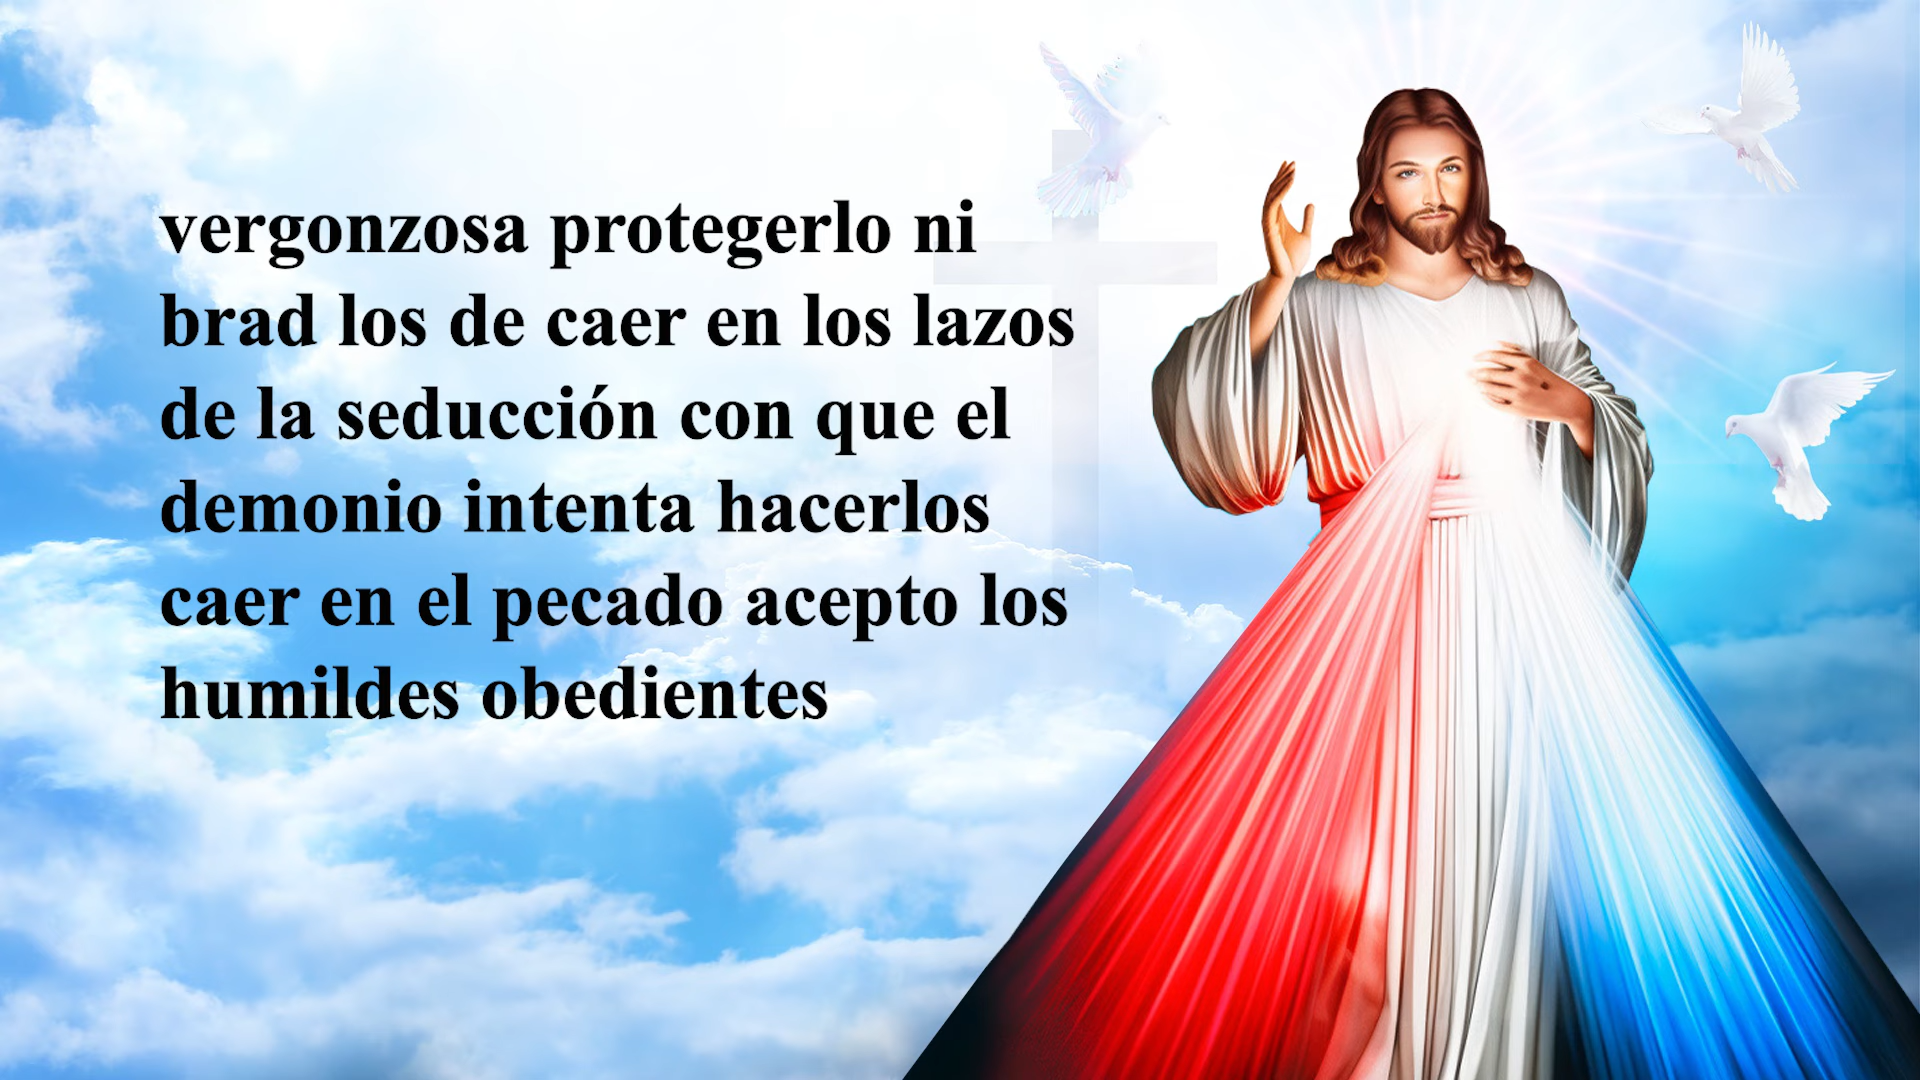 vergonzosa protegerlo ni
brad los de caer en los lazos
de la seducción con que el
demonio intenta hacerlos
caer en el pecado acepto los
humildes obedientes